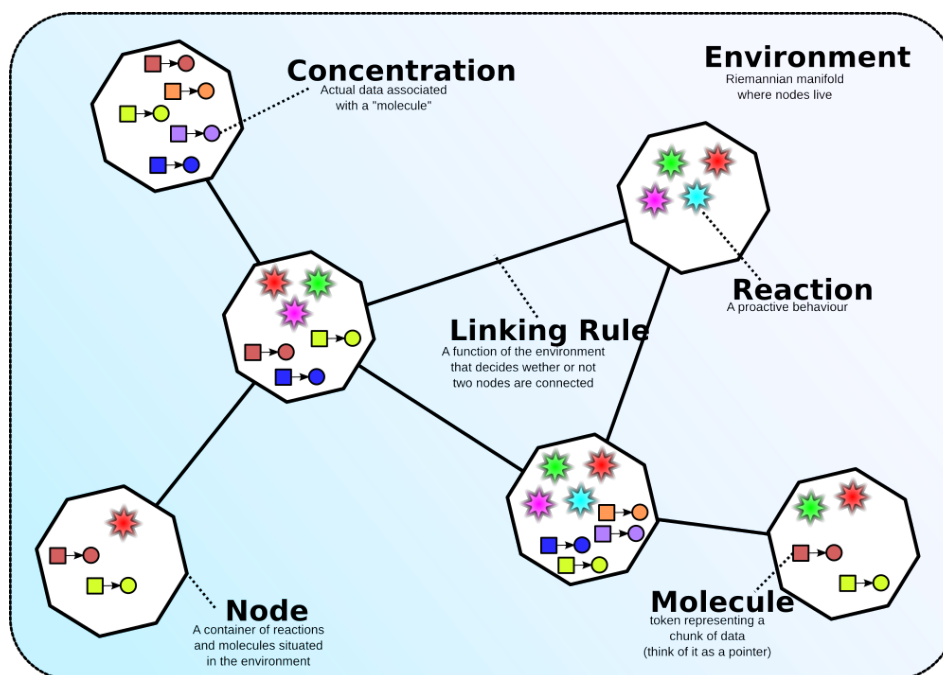 Concentration
Actual data associated
with a "molecule"
Environment
Riemannian manifold
where nodes live
Reaction
A proactive behaviour
Linking Rule
A function of the environment
that decides wether or not
two nodes are connected
Node
A container of reactions
and molecules situated
in the environment
Molecule
token representing a
chunk of data
(think of it as a pointer)